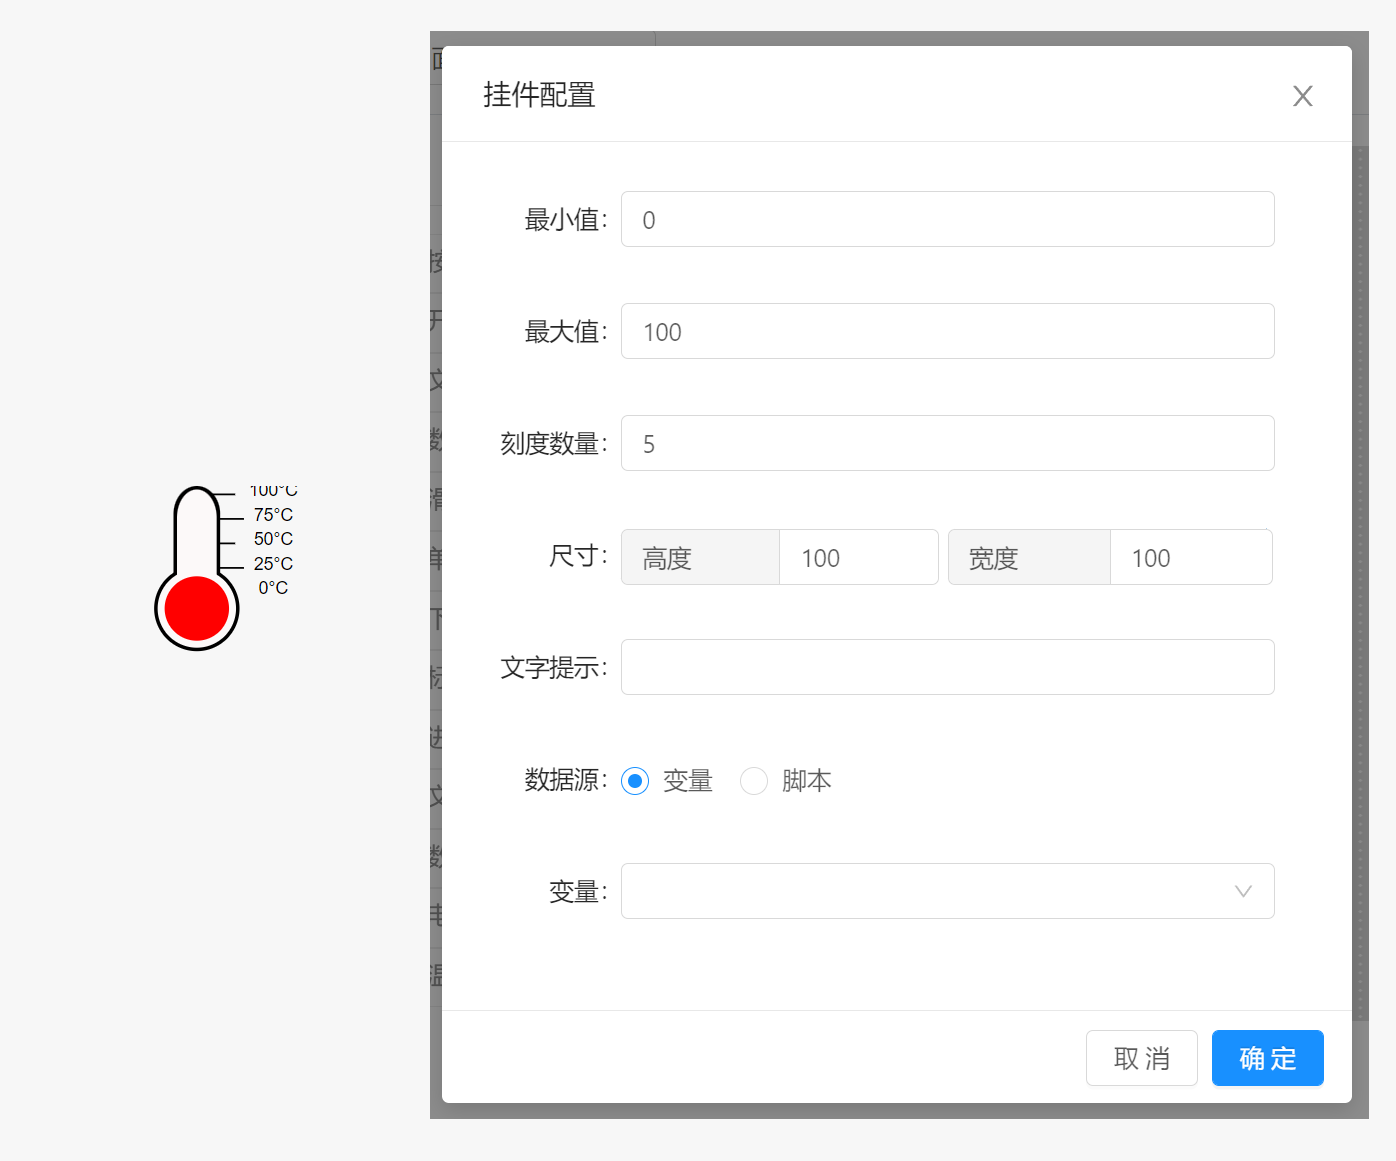 100°C
75°C
50°C
25°C
0°C
挂件配置
最小值: 0
最大值: 100
刻度数量: 5
尺寸: 高度 100 宽度 100
文字提示:
数据源: 变量 脚本
变量:
取 消 确 定